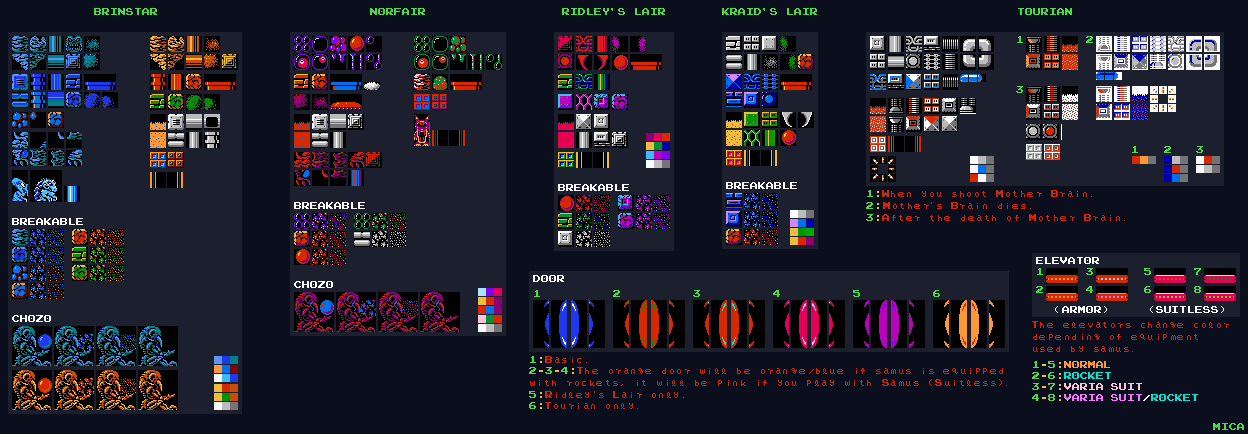 BRINSTAR
NORFAIR
RIDLEY'S LAIR
KRAID'S LAIR
TOURIAN
1
2
3
1
2
3
1:When you shoot Mother Brain.
2:Mother's Brain dies.
3:After the death of Mother Brain.
BREAKABLE
BREAKABLE
BREAKABLE
BREAKABLE
CHOZO
CHOZO
DOOR
1 2 3 4 5 6
1:Basic.
2-3-4:The orange door will be orange/blue if samus is equipped
with rockets, it will be Pink if you Play with Samus (Suitless).
5:Ridley's Lair only.
6:Tourian only.
ELEVATOR
1 3 5 7
2 4 6 8
(ARMOR) (SUITLESS)
The elevators change color
depending of equipment
used by samus.
1-5:NORMAL
2-6:ROCKET
3-7:VARIA SUIT
4-8:VARIA SUIT/ROCKET
MICA